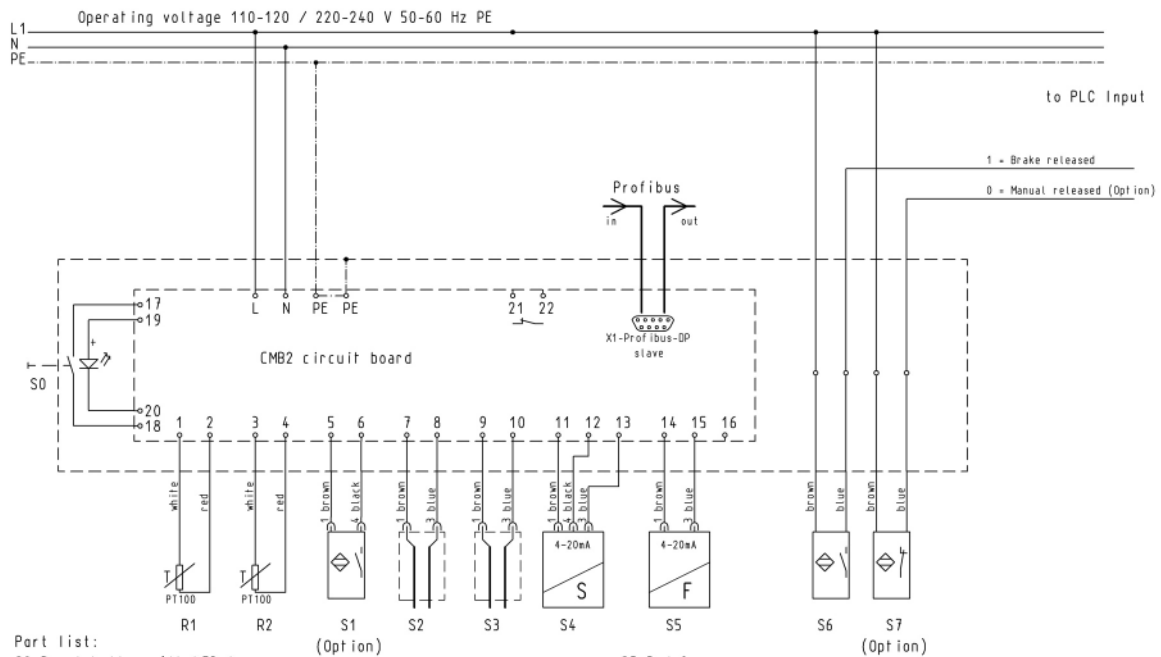 Operating voltage 110-120 / 220-240 V 50-60 Hz PE
L1
N
PE
to PLC Input
1 = Brake released
0 = Manual released (Option)
Profibus
in out
17
19
L N PE PE 21 22
X1-Profibus-DP
slave
CMB2 circuit board
S0
20
18
1 2 3 4 5 6 7 8 9 10 11 12 13 14 15 16
white red white red 1 brown 4 black 1 brown 3 blue 1 brown 3 blue 1 brown 4 black 3 blue 1 brown 3 blue brown blue brown blue
4-20mA 4-20mA
T T S F
PT100 PT100
R1 R2 S1 S2 S3 S4 S5 S6 S7
(Option) (Option)
Part list: